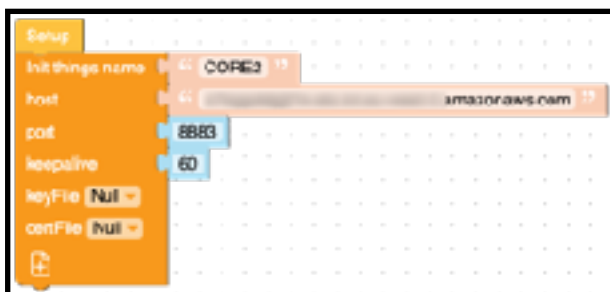 Setup
Init things name “ CORE2 ”
host “ amazonaws.com ”
port 8883
keepalive 60
keyFile Null
certFile Null